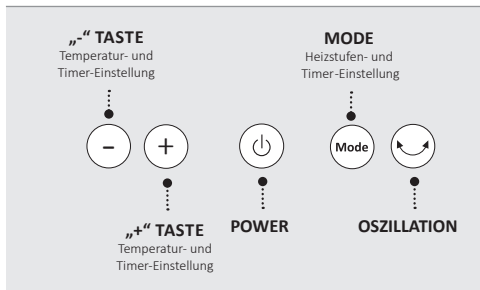 „-“ TASTE
Temperatur- und
Timer-Einstellung
MODE
Heizstufen- und
Timer-Einstellung
- + Mode
„+“ TASTE
Temperatur- und
Timer-Einstellung
POWER
OSZILLATION